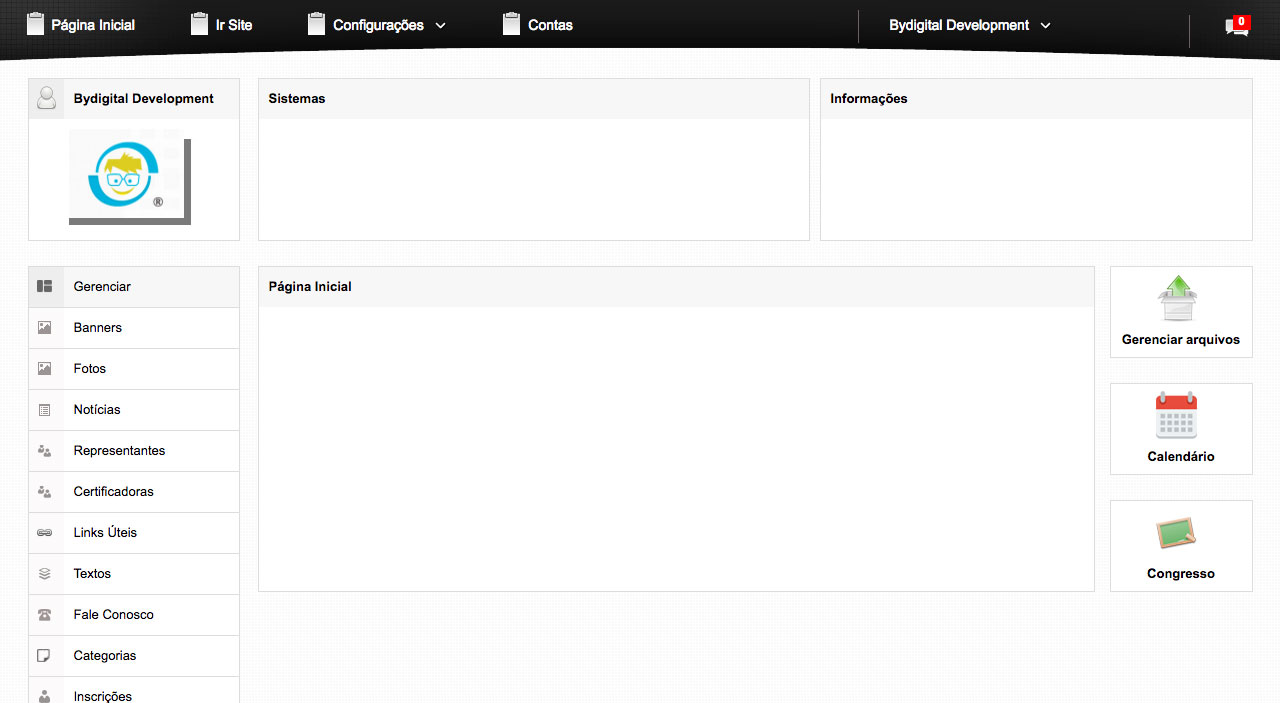 Página Inicial
Ir Site
Configurações
Contas
Bydigital Development
0
Bydigital Development
®
Sistemas
Informações
Gerenciar
Banners
Fotos
Notícias
Representantes
Certificadoras
Links Úteis
Textos
Fale Conosco
Categorias
Inscrições
Página Inicial
Gerenciar arquivos
Calendário
Congresso